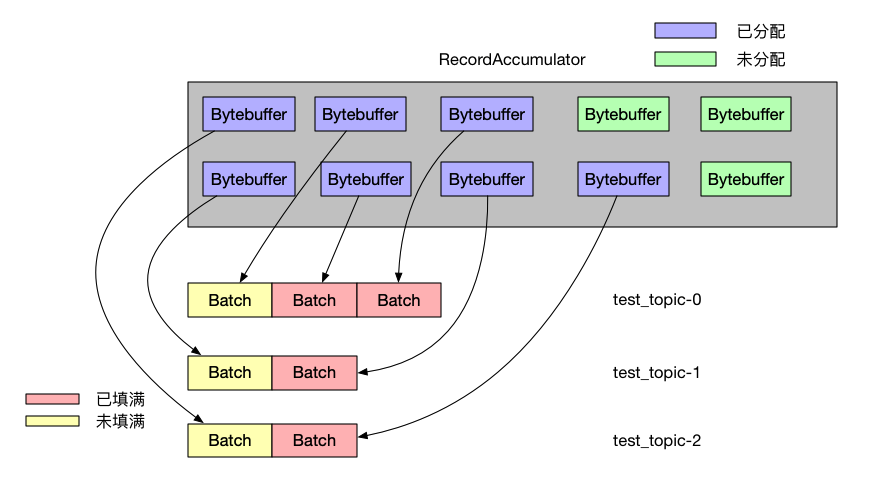 已分配
RecordAccumulator
未分配
Bytebuffer Bytebuffer Bytebuffer Bytebuffer Bytebuffer
Bytebuffer Bytebuffer Bytebuffer Bytebuffer Bytebuffer
Batch Batch Batch test_topic-0
Batch Batch test_topic-1
已填满
未填满
Batch Batch test_topic-2